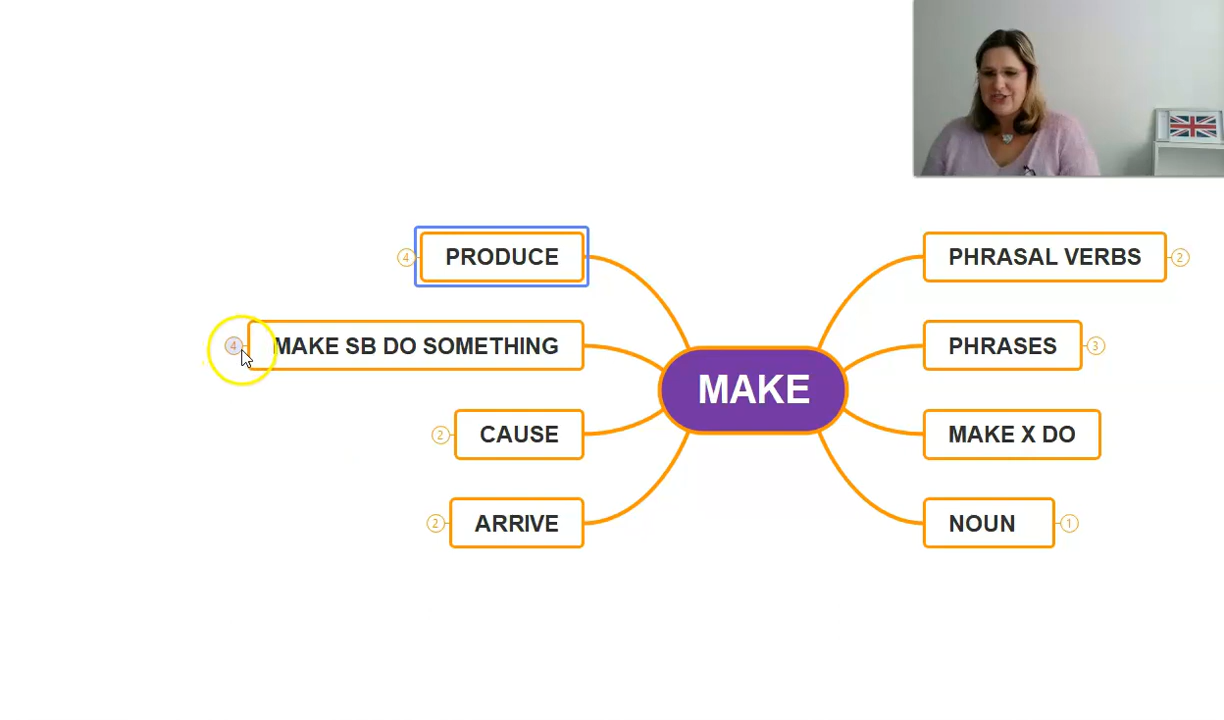 4 PRODUCE
4 MAKE SB DO SOMETHING
2 CAUSE
2 ARRIVE
MAKE
PHRASAL VERBS 2
PHRASES 3
MAKE X DO
NOUN 1